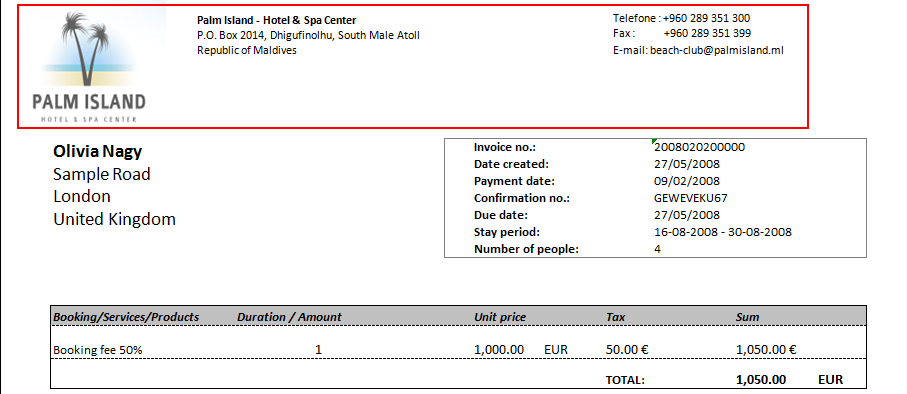 PALM ISLAND
HOTEL & SPA CENTER
Palm Island - Hotel & Spa Center
P.O. Box 2014, Dhigufinolhu, South Male Atoll
Republic of Maldives
Telefone : +960 289 351 300
Fax : +960 289 351 399
E-mail: beach-club@palmisland.ml
Olivia Nagy
Sample Road
London
United Kingdom
Invoice no.: 2008020200000
Date created: 27/05/2008
Payment date: 09/02/2008
Confirmation no.: GEWEVEKU67
Due date: 27/05/2008
Stay period: 16-08-2008 - 30-08-2008
Number of people: 4
Booking/Services/Products Duration / Amount Unit price Tax Sum
Booking fee 50% 1 1,000.00 EUR 50.00 € 1,050.00 €
TOTAL: 1,050.00 EUR